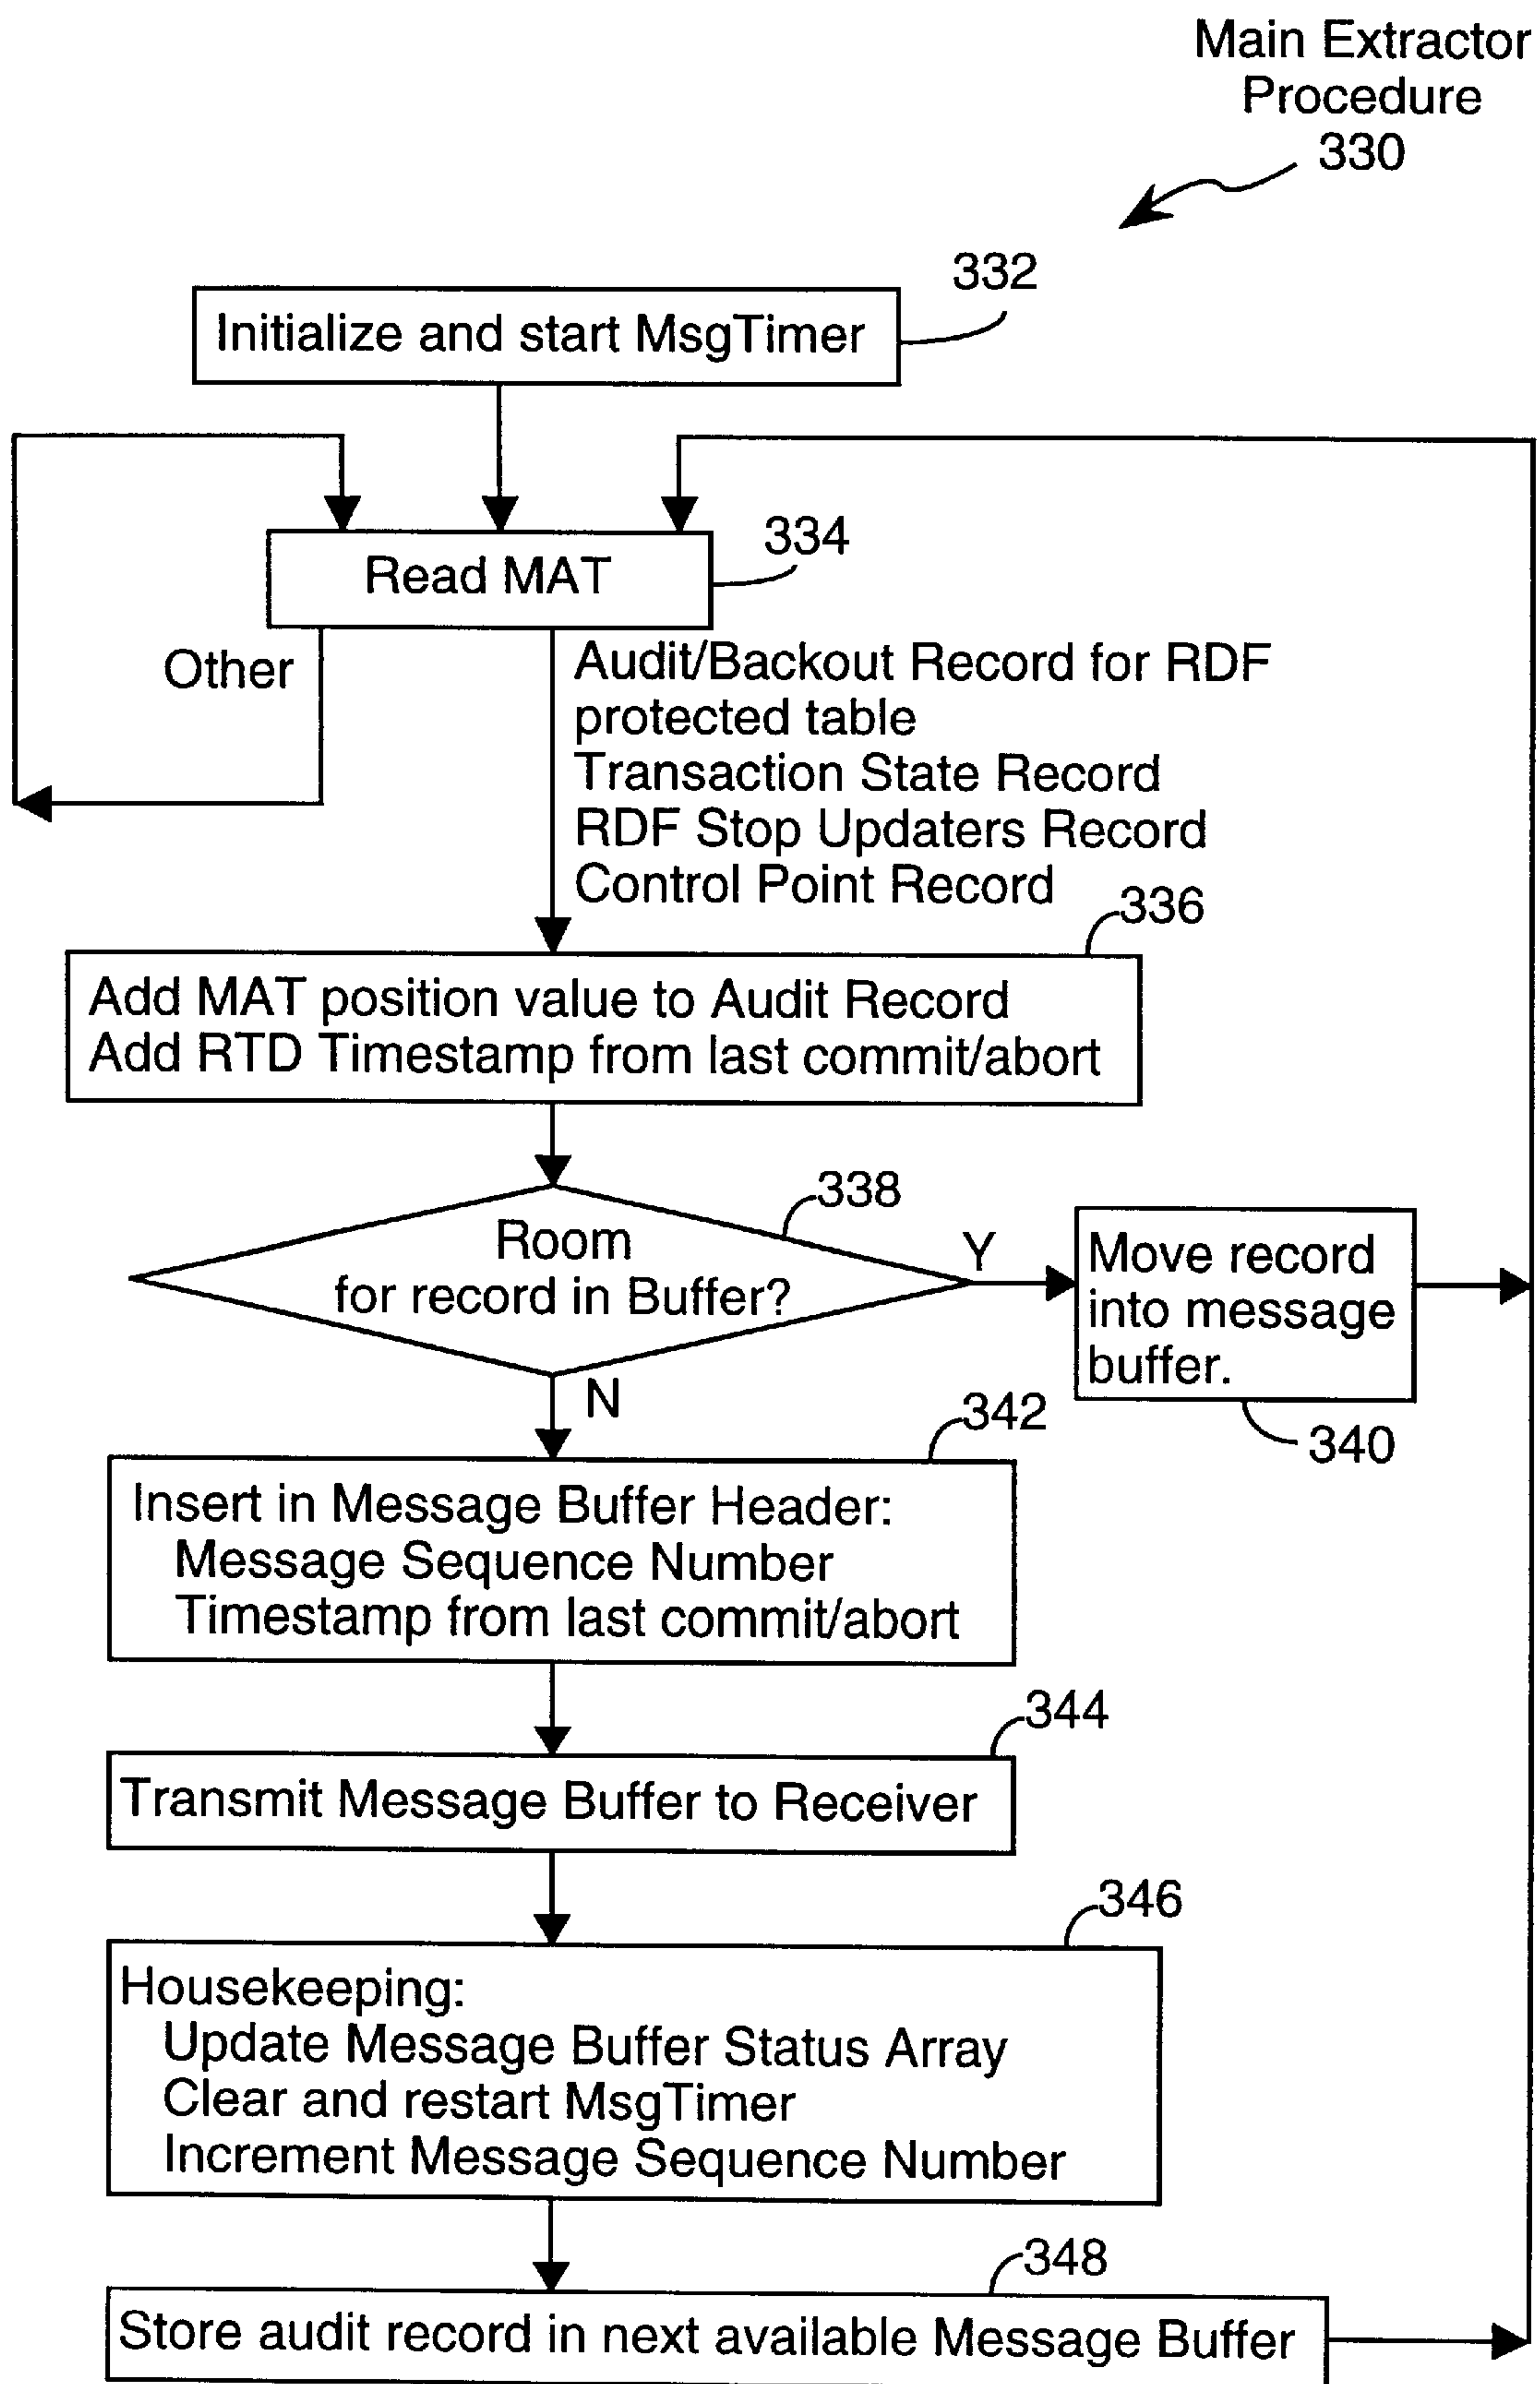 Main Extractor
Procedure
330
332
Initialize and start MsgTimer
334
Read MAT
Other
Audit/Backout Record for RDF
protected table
Transaction State Record
RDF Stop Updaters Record
Control Point Record
336
Add MAT position value to Audit Record
Add RTD Timestamp from last commit/abort
338
Room
for record in Buffer?
Y
Move record
into message
buffer.
340
N
342
Insert in Message Buffer Header:
Message Sequence Number
Timestamp from last commit/abort
344
Transmit Message Buffer to Receiver
346
Housekeeping:
Update Message Buffer Status Array
Clear and restart MsgTimer
Increment Message Sequence Number
348
Store audit record in next available Message Buffer